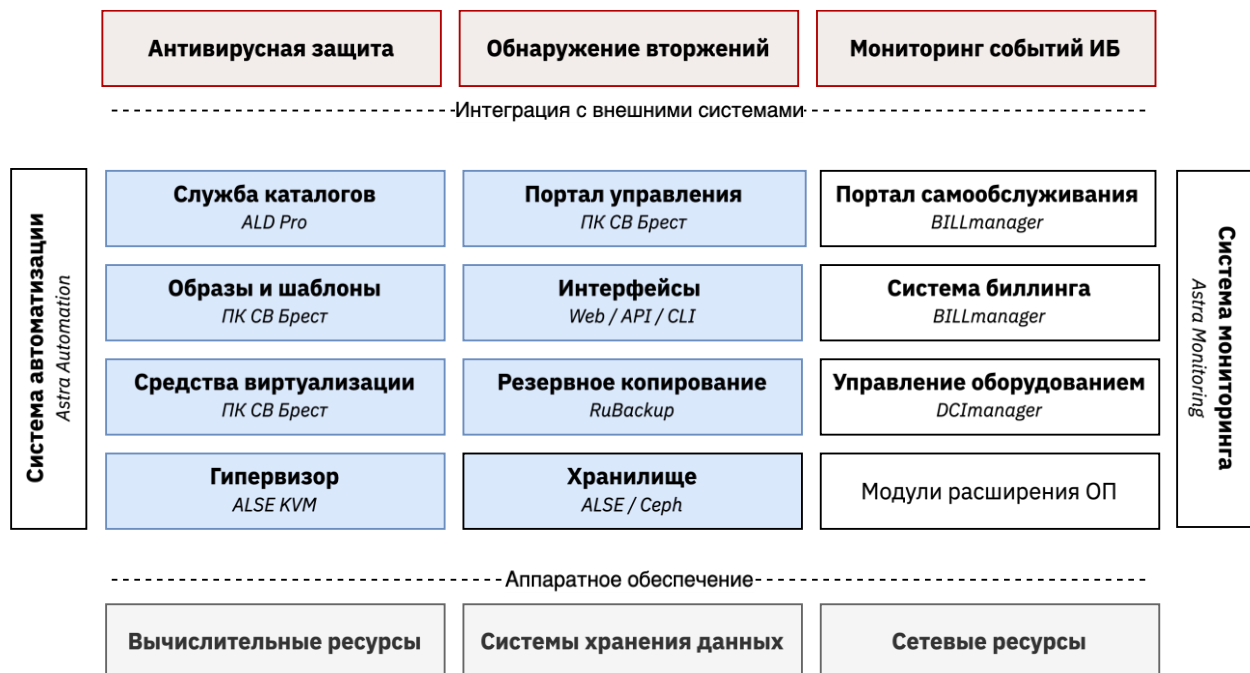 Антивирусная защита
Обнаружение вторжений
Мониторинг событий ИБ
Интеграция с внешними системами
Система автоматизации
Astra Automation
Служба каталогов
ALD Pro
Портал управления
ПК СВ Брест
Портал самообслуживания
BILLmanager
Образы и шаблоны
ПК СВ Брест
Интерфейсы
Web / API / CLI
Система биллинга
BILLmanager
Средства виртуализации
ПК СВ Брест
Резервное копирование
RuBackup
Управление оборудованием
DCImanager
Гипервизор
ALSE KVM
Хранилище
ALSE / Ceph
Модули расширения ОП
Система мониторинга
Astra Monitoring
Аппаратное обеспечение
Вычислительные ресурсы
Системы хранения данных
Сетевые ресурсы